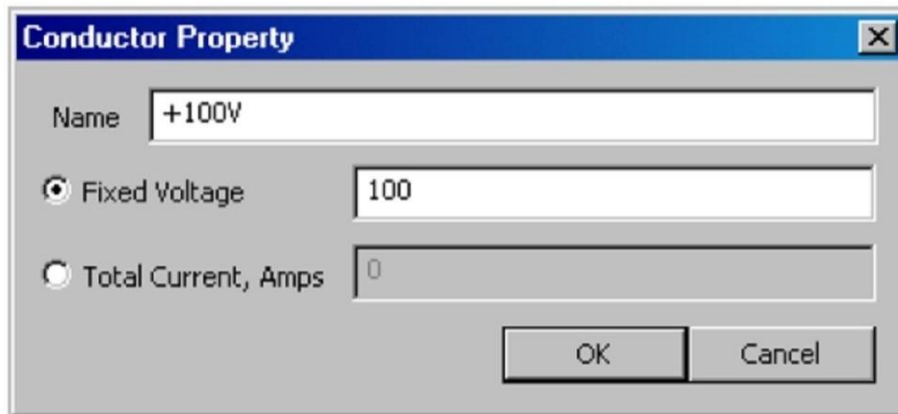 Conductor Property
Name +100V
Fixed Voltage 100
Total Current, Amps 0
OK Cancel